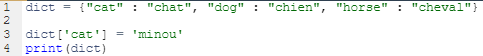 1 dict = {"cat" : "chat", "dog" : "chien", "horse" : "cheval"}
2
3 dict['cat'] = 'minou'
4 print(dict)